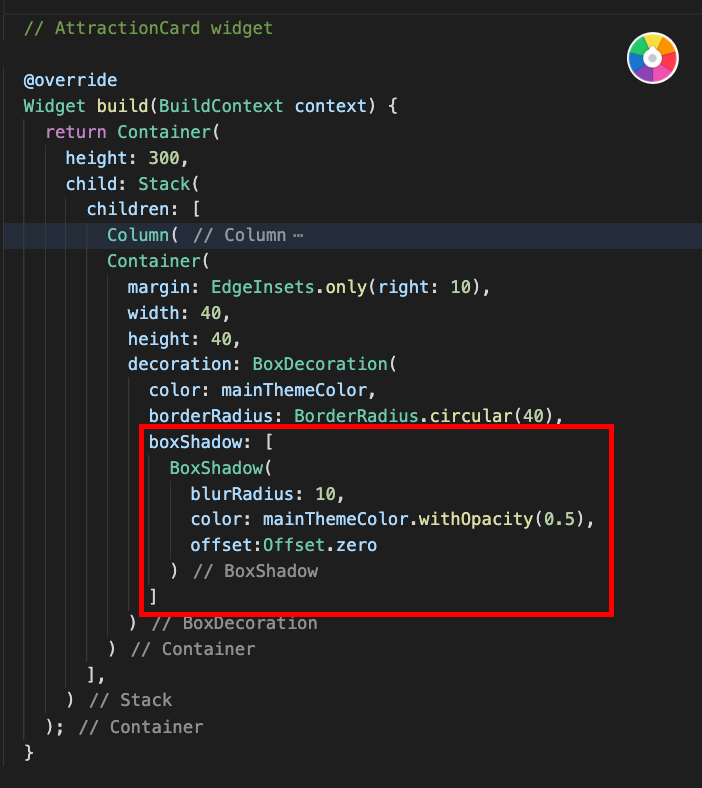 // AttractionCard widget
@override
Widget build(BuildContext context) {
return Container(
height: 300,
child: Stack(
children: [
Column( // Column ⋯
Container(
margin: EdgeInsets.only(right: 10),
width: 40,
height: 40,
decoration: BoxDecoration(
color: mainThemeColor,
borderRadius: BorderRadius.circular(40),
boxShadow: [
BoxShadow(
blurRadius: 10,
color: mainThemeColor.withOpacity(0.5),
offset:Offset.zero
) // BoxShadow
]
) // BoxDecoration
) // Container
],
) // Stack
); // Container
}